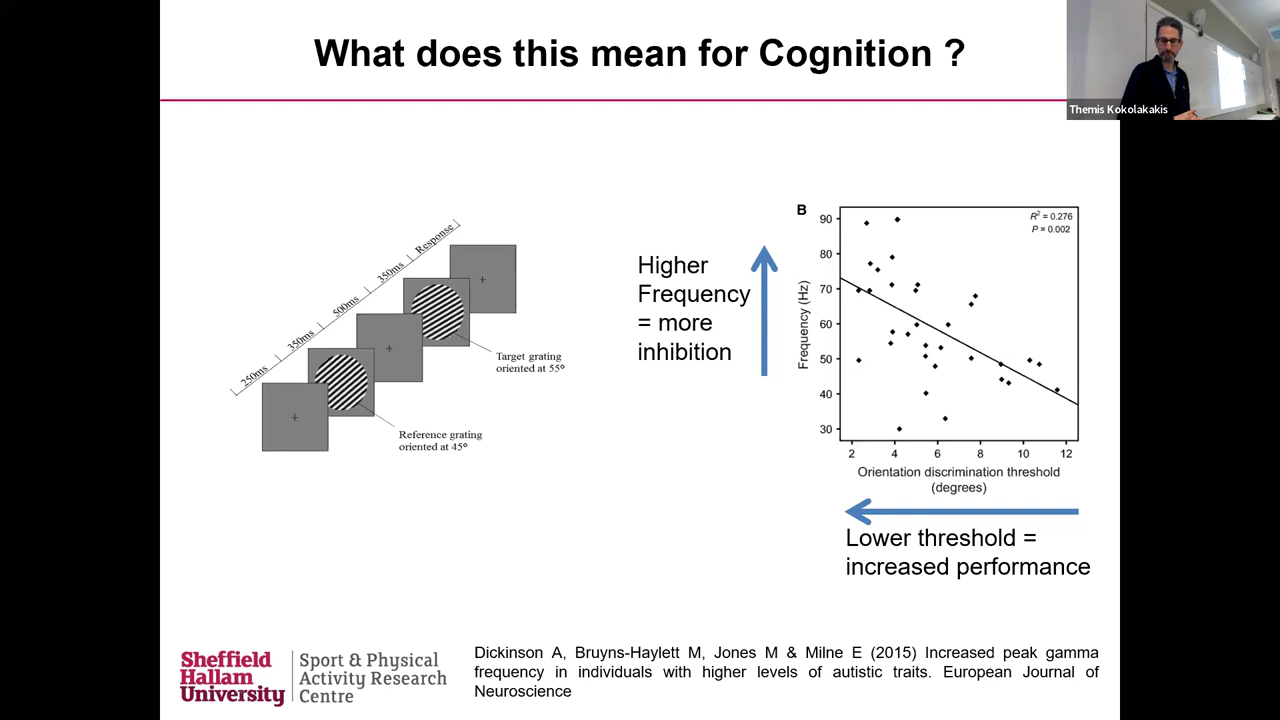 What does this mean for Cognition ?
Themis Kokolakakis
250ms
350ms
500ms
350ms
Response
Target grating
oriented at 55º
Reference grating
oriented at 45º
Higher
Frequency
= more
inhibition
B
R² = 0.276
P = 0.002
Frequency (Hz)
90
80
70
60
50
40
30
2 4 6 8 10 12
Orientation discrimination threshold
(degrees)
Lower threshold =
increased performance
Sheffield
Hallam
University
Sport & Physical
Activity Research
Centre
Dickinson A, Bruyns-Haylett M, Jones M & Milne E (2015) Increased peak gamma
frequency in individuals with higher levels of autistic traits. European Journal of
Neuroscience